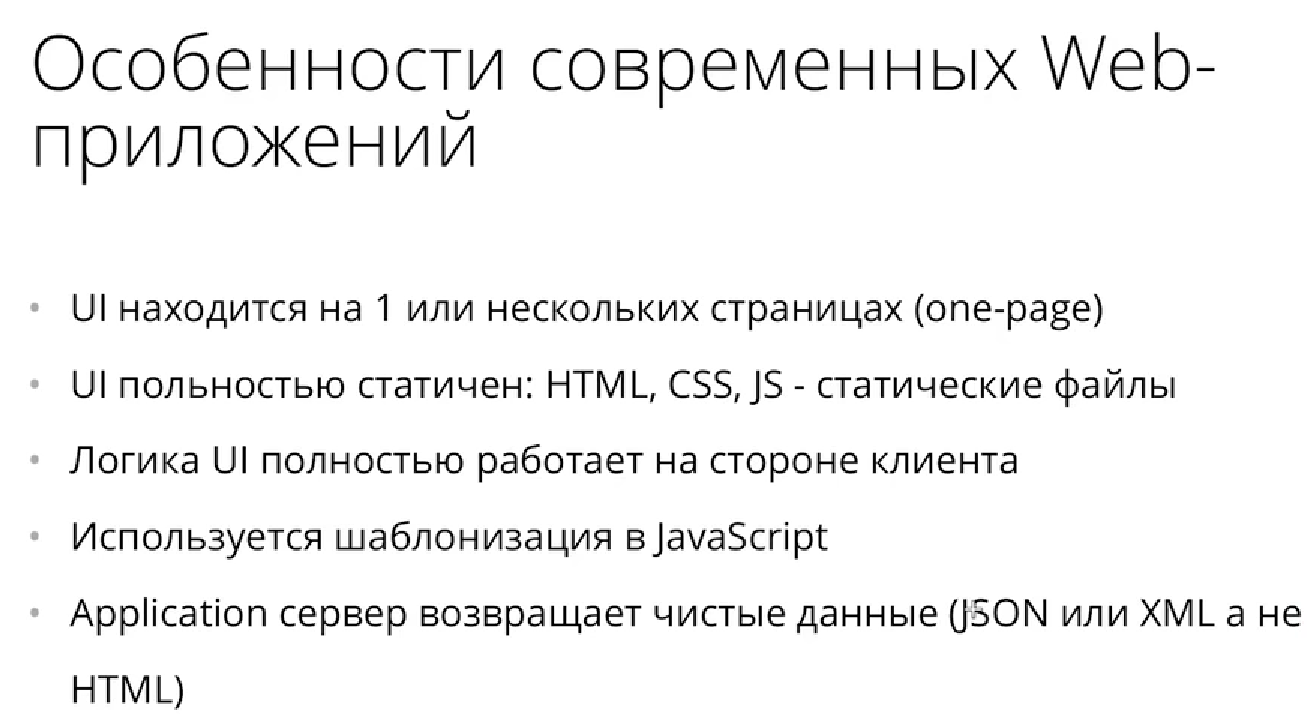 Особенности современных Web-
приложений
• UI находится на 1 или нескольких страницах (one-page)
• UI польностью статичен: HTML, CSS, JS - статические файлы
• Логика UI полностью работает на стороне клиента
• Используется шаблонизация в JavaScript
• Application сервер возвращает чистые данные (JSON или XML а не
HTML)